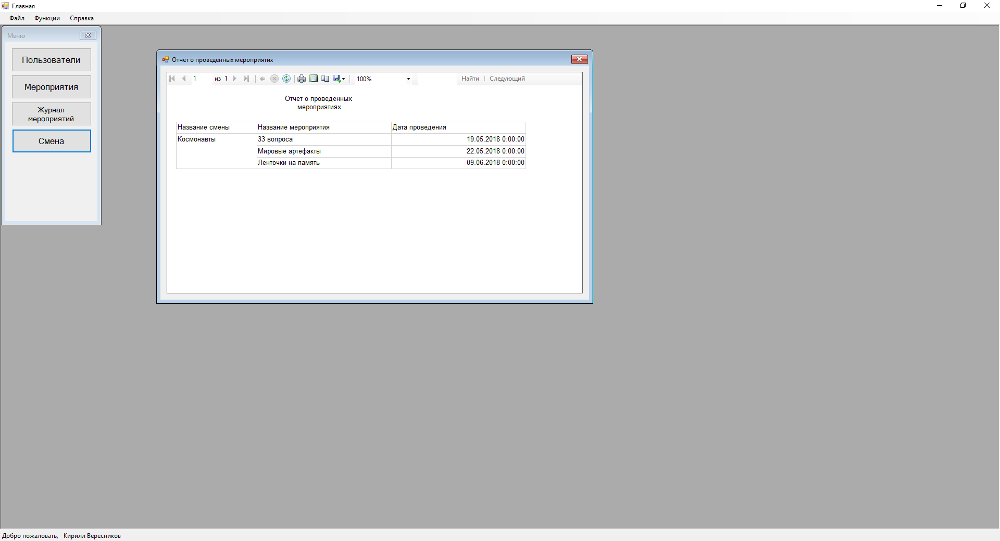 Главная
Файл Функции Справка
Меню
Пользователи
Мероприятия
Журнал
мероприятий
Смена
Отчет о проведенных мероприятих
1 из 1 100% Найти Следующий
Отчет о проведенных
мероприятиях
Название смены Название мероприятия Дата проведения
Космонавты 33 вопроса 19.05.2018 0:00:00
Мировые артефакты 22.05.2018 0:00:00
Ленточки на память 09.06.2018 0:00:00
Добро пожаловать, Кирилл Вересников